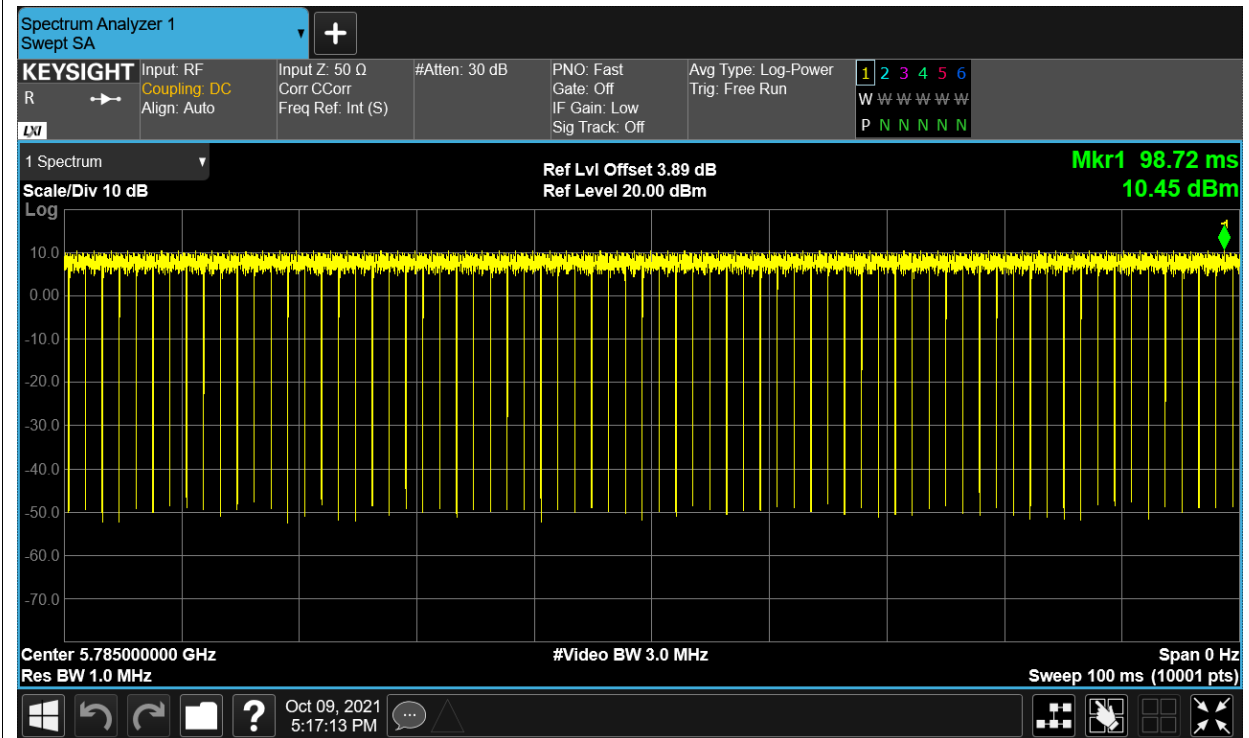 Spectrum Analyzer 1
Swept SA
KEYSIGHT
R
LXI
Input: RF
Coupling: DC
Align: Auto
Input Z: 50 Ω
Corr CCorr
Freq Ref: Int (S)
#Atten: 30 dB
PNO: Fast
Gate: Off
IF Gain: Low
Sig Track: Off
Avg Type: Log-Power
Trig: Free Run
1 2 3 4 5 6
W W W W W W
P N N N N N
1 Spectrum
Scale/Div 10 dB
Ref Lvl Offset 3.89 dB
Ref Level 20.00 dBm
Mkr1 98.72 ms
10.45 dBm
Log
1
10.0
0.00
-10.0
-20.0
-30.0
-40.0
-50.0
-60.0
-70.0
Center 5.785000000 GHz
Res BW 1.0 MHz
#Video BW 3.0 MHz
Span 0 Hz
Sweep 100 ms (10001 pts)
?
Oct 09, 2021
5:17:13 PM